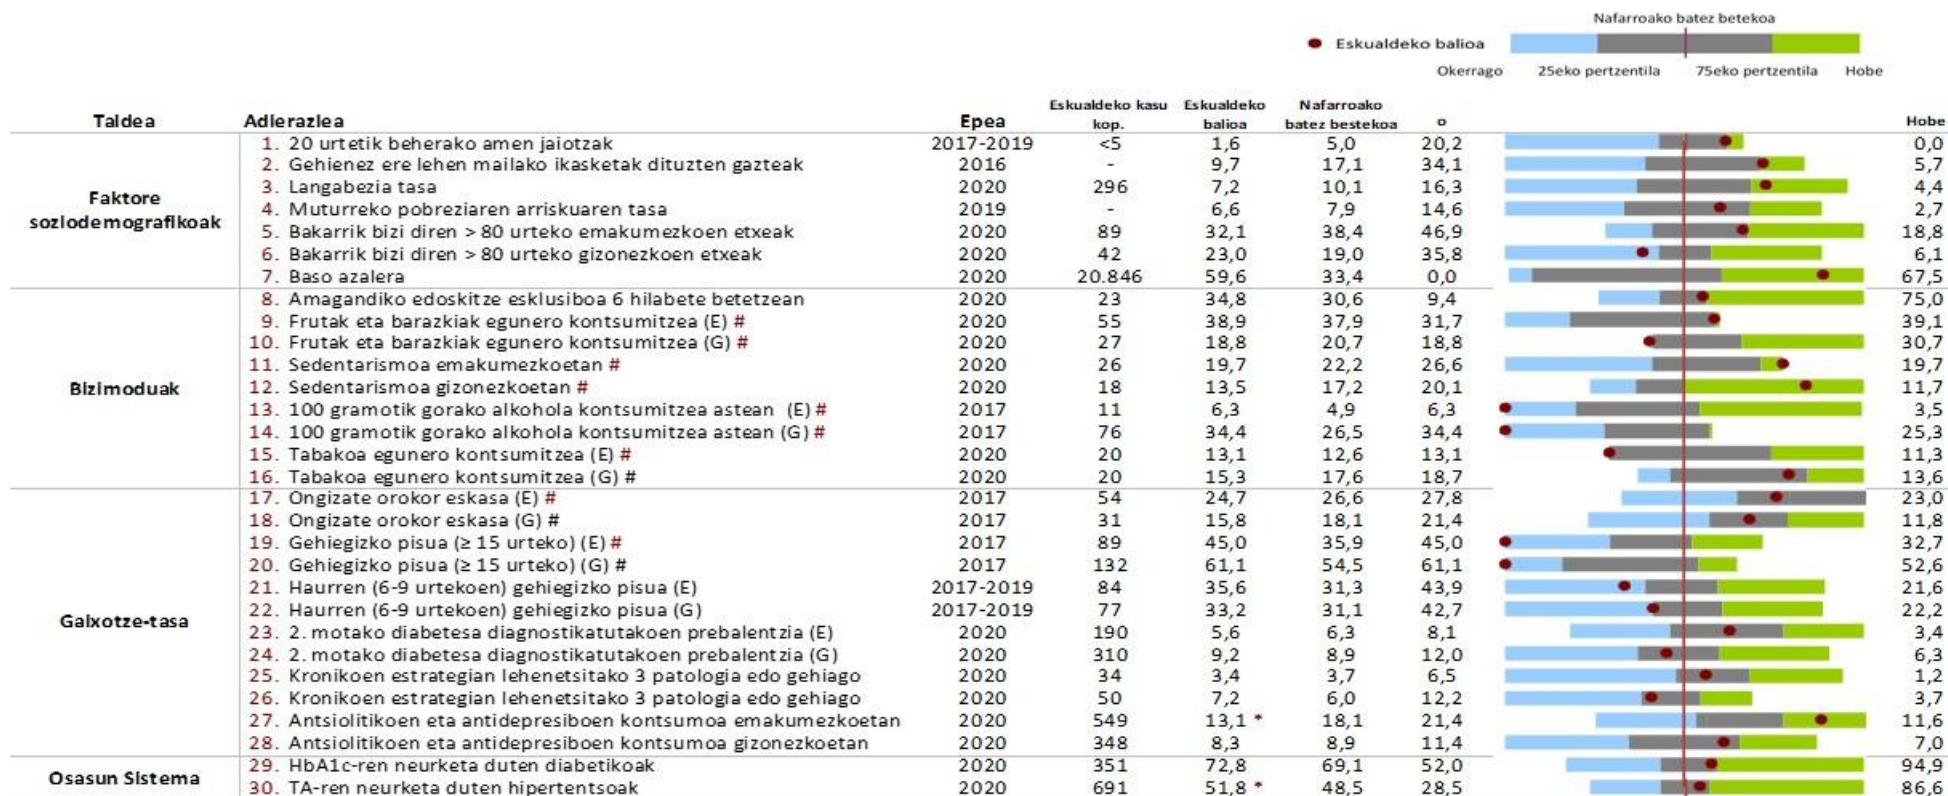 Nafarroako batez betekoa
Eskualdeko balioa
Okerrago 25eko pertzentila 75eko pertzentila Hobe
Taldea Adierazlea Epea Eskualdeko kasu kop. Eskualdeko balioa Nafarroako batez bestekoa o Hobe
Faktore soziodemografikoak
1. 20 urtetik beherako amen jaiotzak 2017-2019 <5 1,6 5,0 20,2 0,0
2. Gehienez ere lehen mailako ikasketak dituzten gazteak 2016 - 9,7 17,1 34,1 5,7
3. Langabezia tasa 2020 296 7,2 10,1 16,3 4,4
4. Muturreko pobreziaren arriskuaren tasa 2019 - 6,6 7,9 14,6 2,7
5. Bakarrik bizi diren > 80 urteko emakumezkoen etxeak 2020 89 32,1 38,4 46,9 18,8
6. Bakarrik bizi diren > 80 urteko gizonezkoen etxeak 2020 42 23,0 19,0 35,8 6,1
7. Baso azalera 2020 20.846 59,6 33,4 0,0 67,5
Bizimoduak
8. Amagandiko edoskitze esklusiboa 6 hilabete betetzean 2020 23 34,8 30,6 9,4 75,0
9. Frutak eta barazkiak egunero kontsumitzea (E) # 2020 55 38,9 37,9 31,7 39,1
10. Frutak eta barazkiak egunero kontsumitzea (G) # 2020 27 18,8 20,7 18,8 30,7
11. Sedentarismoa emakumezkoetan # 2020 26 19,7 22,2 26,6 19,7
12. Sedentarismoa gizonezkoetan # 2020 18 13,5 17,2 20,1 11,7
13. 100 gramotik gorako alkohola kontsumitzea astean (E) # 2017 11 6,3 4,9 6,3 3,5
14. 100 gramotik gorako alkohola kontsumitzea astean (G) # 2017 76 34,4 26,5 34,4 25,3
15. Tabakoa egunero kontsumitzea (E) # 2020 20 13,1 12,6 13,1 11,3
16. Tabakoa egunero kontsumitzea (G) # 2020 20 15,3 17,6 18,7 13,6
Gaixotze-tasa
17. Ongizate orokor eskasa (E) # 2017 54 24,7 26,6 27,8 23,0
18. Ongizate orokor eskasa (G) # 2017 31 15,8 18,1 21,4 11,8
19. Gehiegizko pisua (≥ 15 urteko) (E) # 2017 89 45,0 35,9 45,0 32,7
20. Gehiegizko pisua (≥ 15 urteko) (G) # 2017 132 61,1 54,5 61,1 52,6
21. Haurren (6-9 urtekoen) gehiegizko pisua (E) 2017-2019 84 35,6 31,3 43,9 21,6
22. Haurren (6-9 urtekoen) gehiegizko pisua (G) 2017-2019 77 33,2 31,1 42,7 22,2
23. 2. motako diabetesa diagnostikatutakoen prebalentzia (E) 2020 190 5,6 6,3 8,1 3,4
24. 2. motako diabetesa diagnostikatutakoen prebalentzia (G) 2020 310 9,2 8,9 12,0 6,3
25. Kronikoen estrategian lehenetsitako 3 patologia edo gehiago 2020 34 3,4 3,7 6,5 1,2
26. Kronikoen estrategian lehenetsitako 3 patologia edo gehiago 2020 50 7,2 6,0 12,2 3,7
27. Antsiolitikoen eta antidepresiboen kontsumoa emakumezkoetan 2020 549 13,1 * 18,1 21,4 11,6
28. Antsiolitikoen eta antidepresiboen kontsumoa gizonezkoetan 2020 348 8,3 8,9 11,4 7,0
Osasun Sistema
29. HbA1c-ren neurketa duten diabetikoak 2020 351 72,8 69,1 52,0 94,9
30. TA-ren neurketa duten hipertentsoak 2020 691 51,8 * 48,5 28,5 86,6